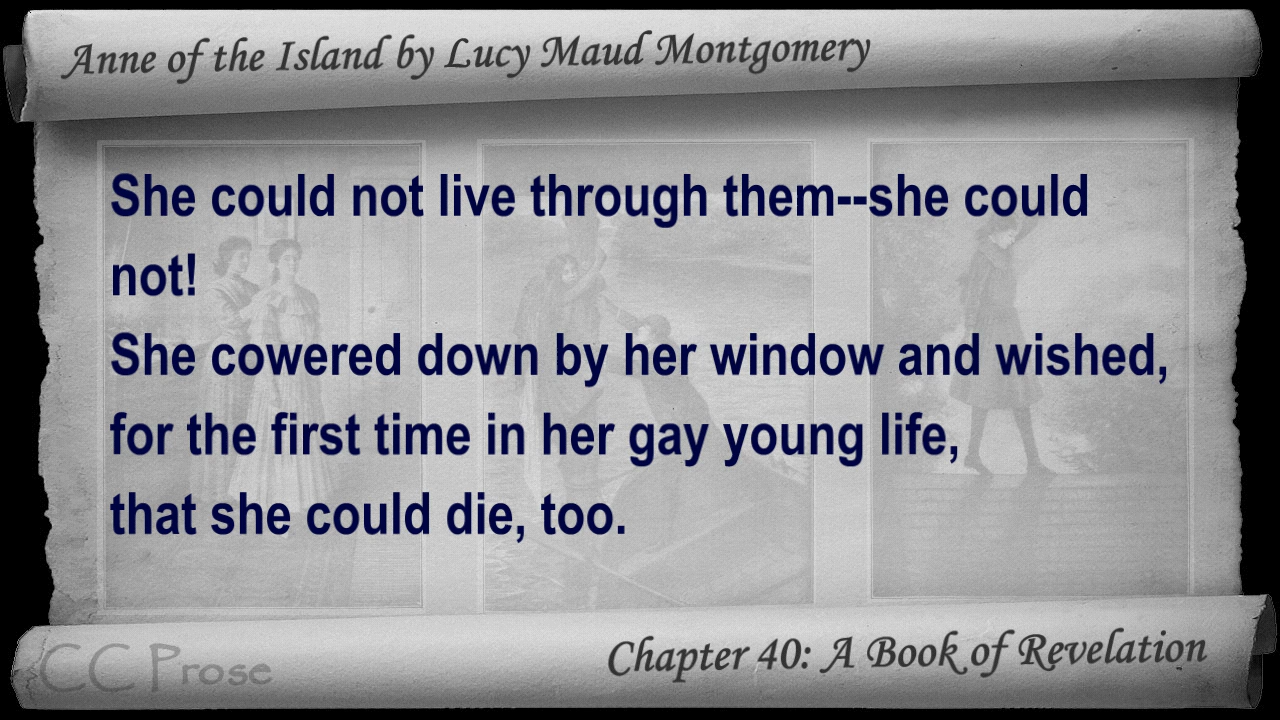 Anne of the Island by Lucy Maud Montgomery
She could not live through them--she could
not!
She cowered down by her window and wished,
for the first time in her gay young life,
that she could die, too.
CC Prose
Chapter 40: A Book of Revelation